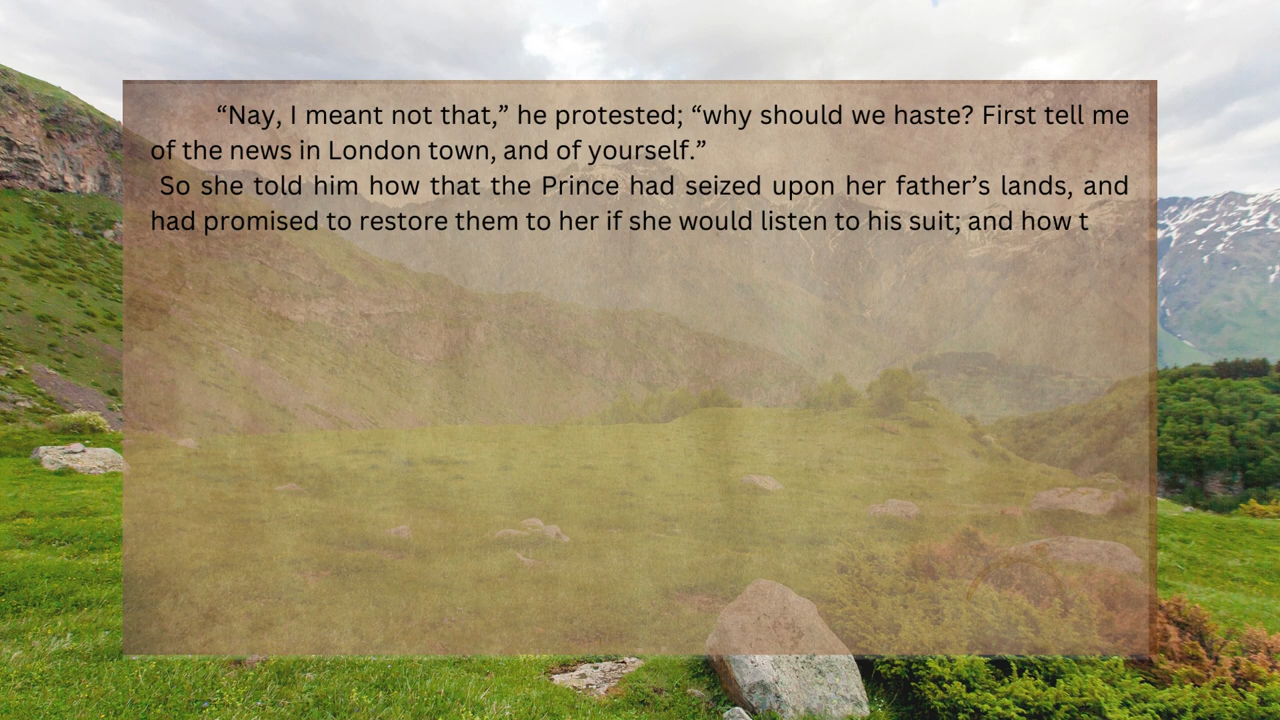 “Nay, I meant not that,” he protested; “why should we haste? First tell me
of the news in London town, and of yourself.”
So she told him how that the Prince had seized upon her father’s lands, and
had promised to restore them to her if she would listen to his suit; and how t